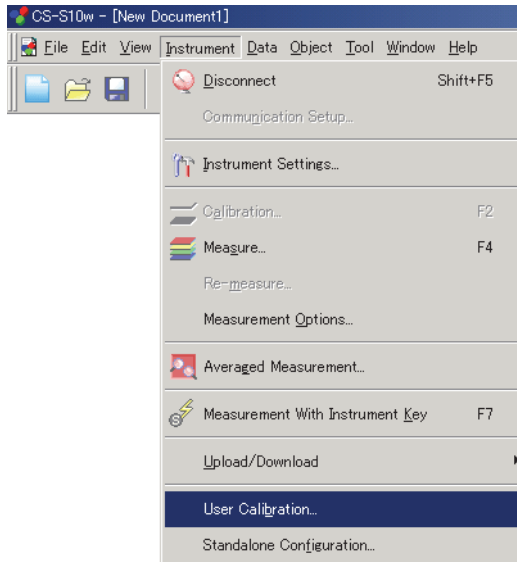 CS-S10w - [New Document1]
File Edit View Instrument Data Object Tool Window Help
Disconnect Shift+F5
Communication Setup...
Instrument Settings...
Calibration... F2
Measure... F4
Re-measure...
Measurement Options...
Averaged Measurement...
Measurement With Instrument Key F7
Upload/Download
User Calibration...
Standalone Configuration...